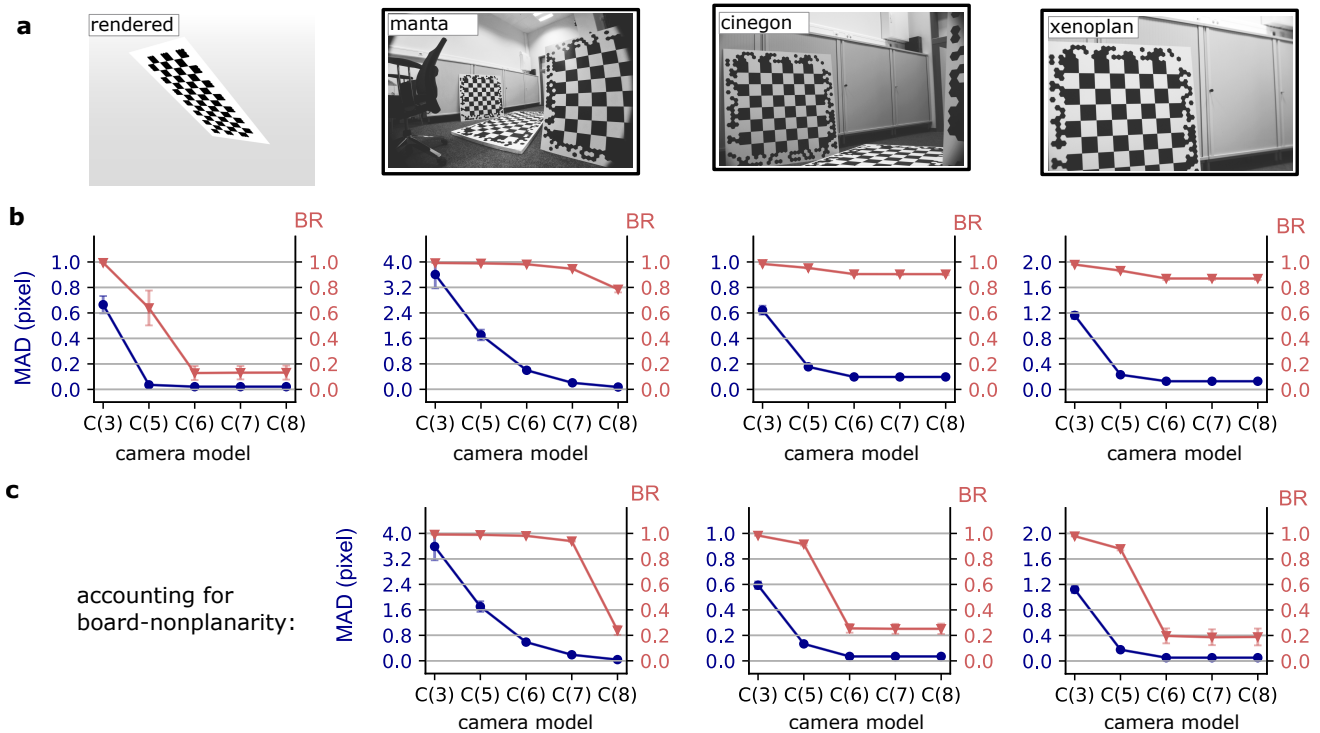 a
rendered
manta
cinegon
xenoplan
b
BR
BR
BR
BR
MAD (pixel)
1.0
0.8
0.6
0.4
0.2
0.0
1.0
0.8
0.6
0.4
0.2
0.0
4.0
3.2
2.4
1.6
0.8
0.0
1.0
0.8
0.6
0.4
0.2
0.0
1.0
0.8
0.6
0.4
0.2
0.0
1.0
0.8
0.6
0.4
0.2
0.0
2.0
1.6
1.2
0.8
0.4
0.0
1.0
0.8
0.6
0.4
0.2
0.0
C(3) C(5) C(6) C(7) C(8)
C(3) C(5) C(6) C(7) C(8)
C(3) C(5) C(6) C(7) C(8)
C(3) C(5) C(6) C(7) C(8)
camera model
camera model
camera model
camera model
c
accounting for
board-nonplanarity:
BR
BR
BR
MAD (pixel)
4.0
3.2
2.4
1.6
0.8
0.0
1.0
0.8
0.6
0.4
0.2
0.0
1.0
0.8
0.6
0.4
0.2
0.0
1.0
0.8
0.6
0.4
0.2
0.0
2.0
1.6
1.2
0.8
0.4
0.0
1.0
0.8
0.6
0.4
0.2
0.0
C(3) C(5) C(6) C(7) C(8)
C(3) C(5) C(6) C(7) C(8)
C(3) C(5) C(6) C(7) C(8)
camera model
camera model
camera model